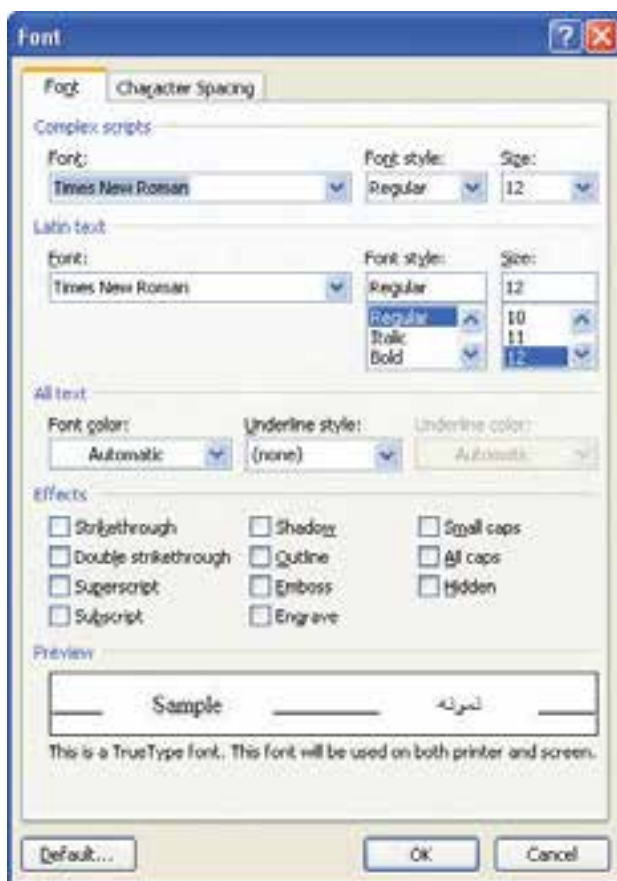 Font
Font Character Spacing
Complex scripts
Font: Font style: Size:
Times New Roman Regular 12
Latin text
Font: Font style: Size:
Times New Roman Regular 12
Regular 10
Italic 11
Bold 12
All text
Font color: Underline style: Underline color:
Automatic (none) Automatic
Effects
Strikethrough Shadow Small caps
Double strikethrough Outline All caps
Superscript Emboss Hidden
Subscript Engrave
Preview
Sample نمونه
This is a TrueType font. This font will be used on both printer and screen.
Default... OK Cancel